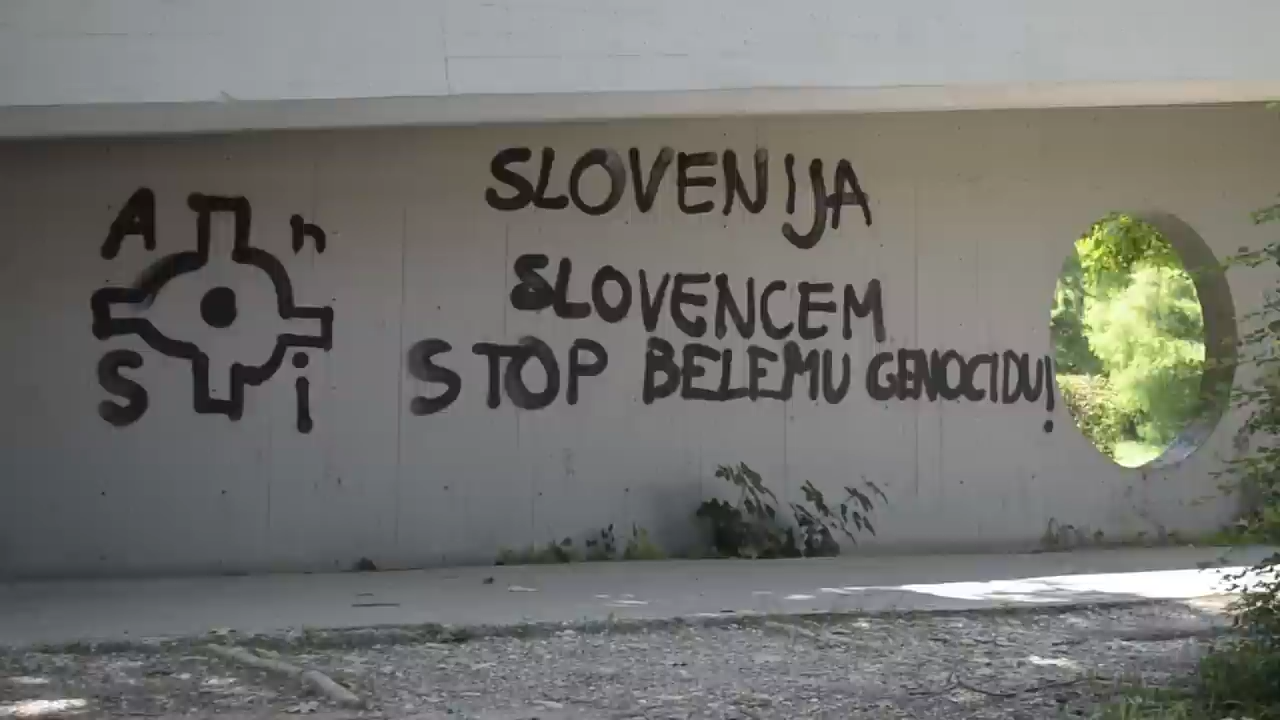 A n
S i
SLOVENIJA
SLOVENCEM
STOP BELEMU GENOCIDU!